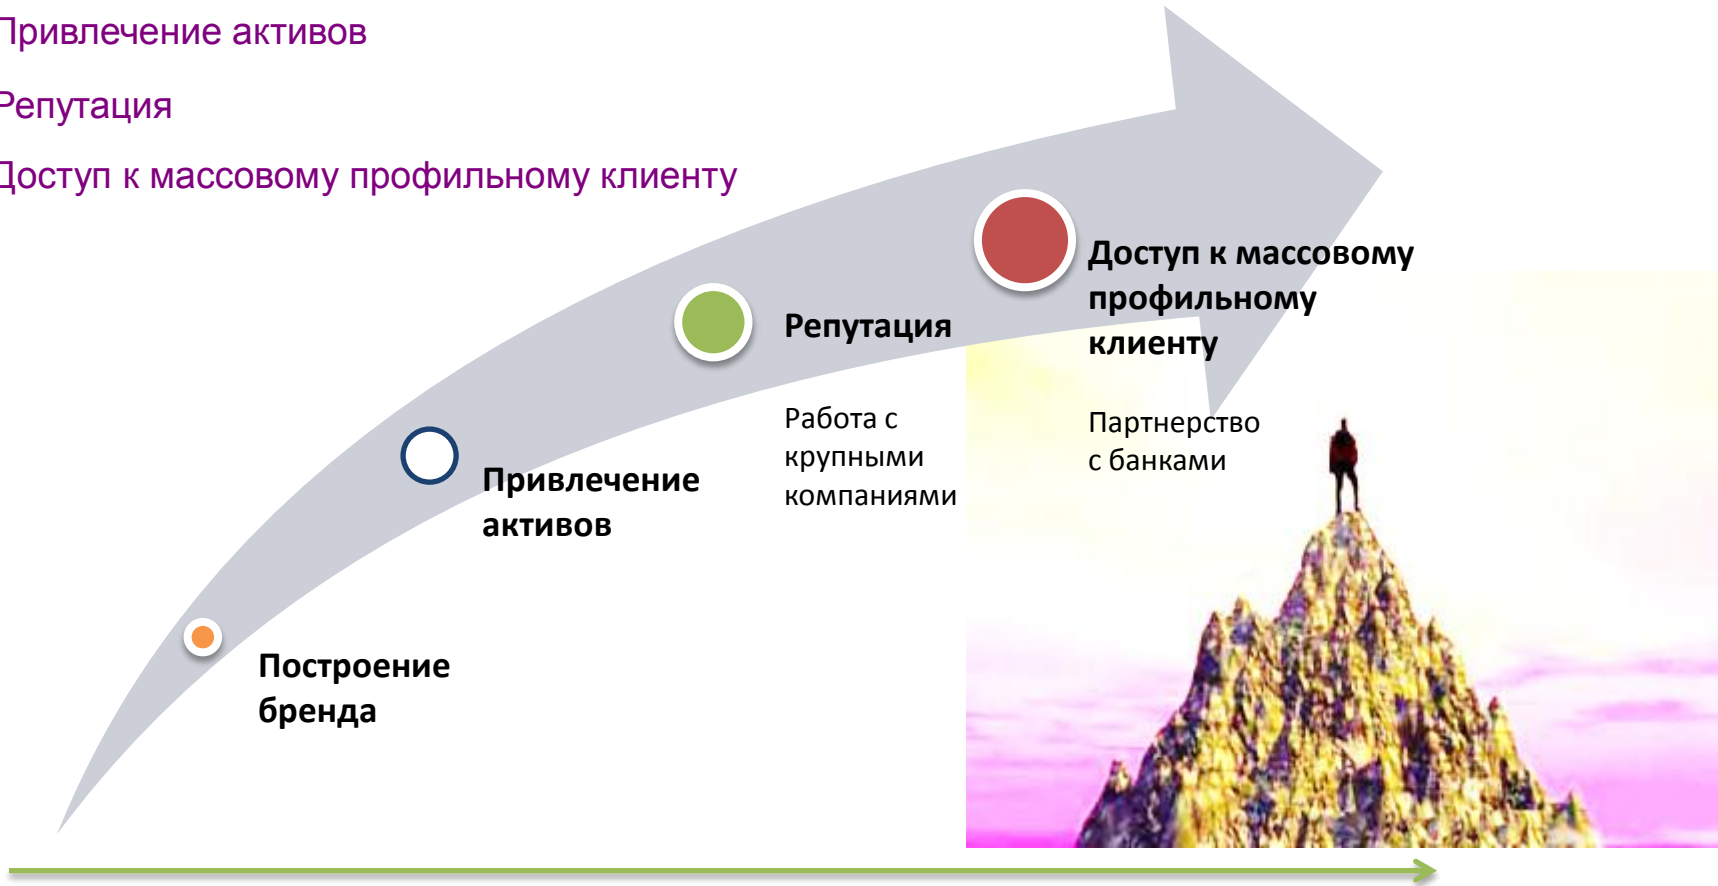 Привлечение активов
Репутация
Доступ к массовому профильному клиенту
Доступ к массовому
профильному
клиенту
Репутация
Работа с
крупными
компаниями
Партнерство
с банками
Привлечение
активов
Построение
бренда